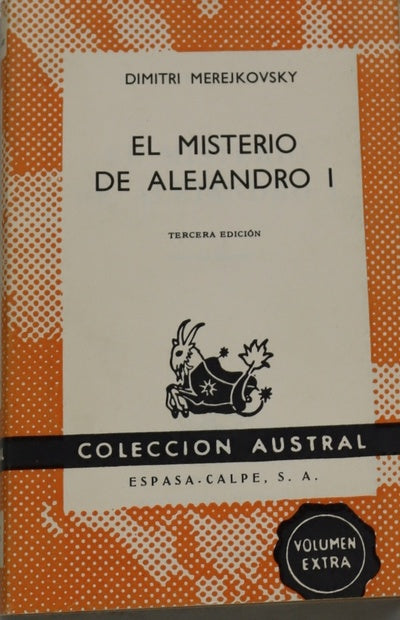 DIMITRI MEREJKOVSKY
EL MISTERIO
DE ALEJANDRO I
TERCERA EDICIÓN
COLECCION AUSTRAL
ESPASA-CALPE, S. A.
VOLUMEN
EXTRA